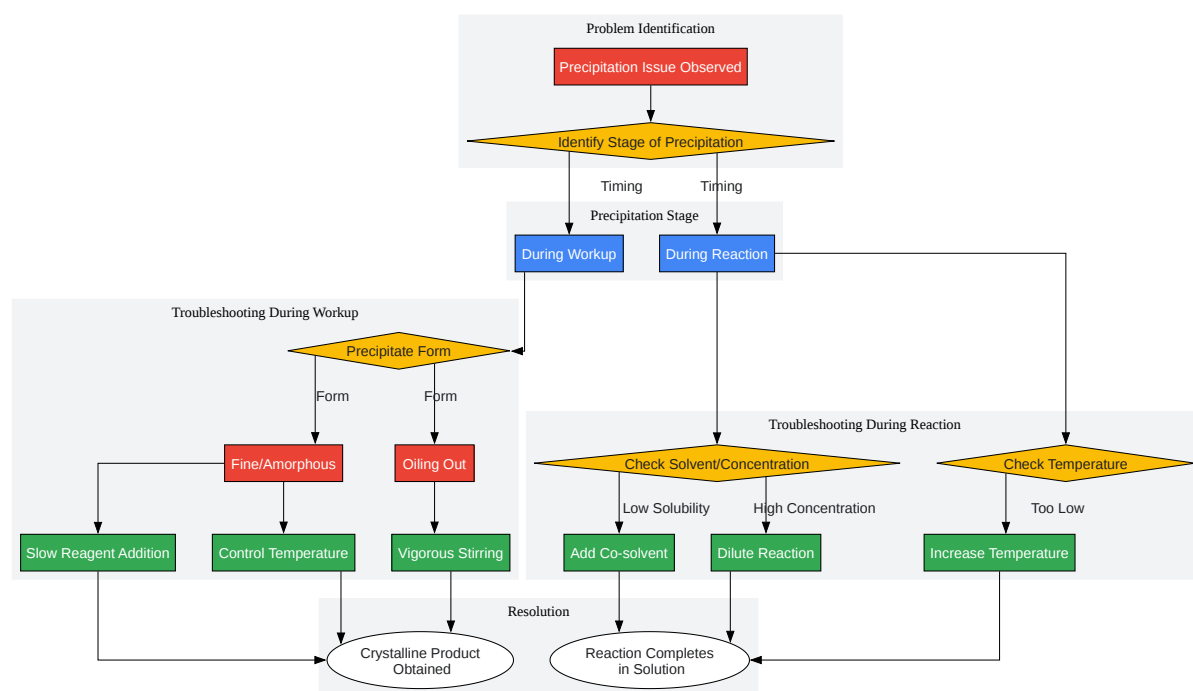 Problem Identification
Precipitation Issue Observed
Identify Stage of Precipitation
Timing
Timing
Precipitation Stage
During Workup
During Reaction
Troubleshooting During Workup
Precipitate Form
Form
Form
Fine/Amorphous
Oiling Out
Slow Reagent Addition
Control Temperature
Vigorous Stirring
Troubleshooting During Reaction
Check Solvent/Concentration
Check Temperature
Low Solubility
High Concentration
Too Low
Add Co-solvent
Dilute Reaction
Increase Temperature
Resolution
Crystalline Product
Obtained
Reaction Completes
in Solution